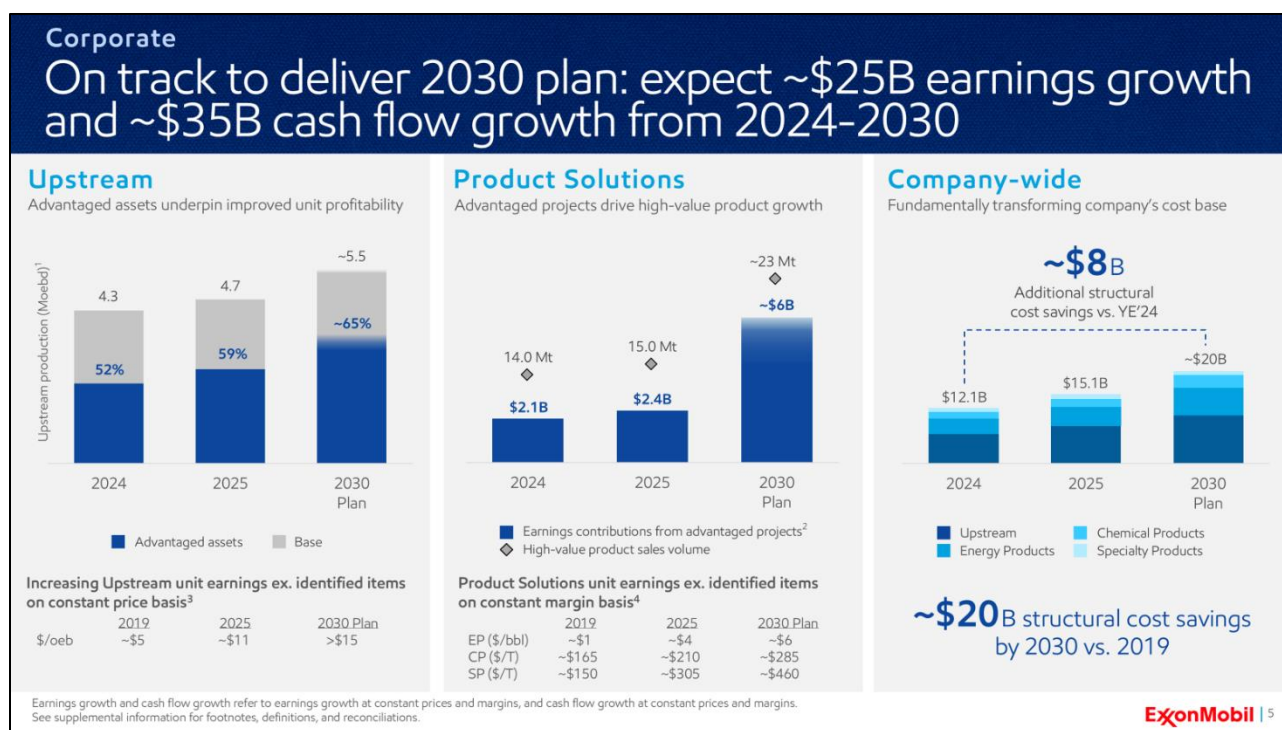 Corporate
On track to deliver 2030 plan: expect ~$25B earnings growth
and ~$35B cash flow growth from 2024-2030
Upstream
Advantaged assets underpin improved unit profitability
Upstream production (Moebd)1
4.3
4.7
~5.5
52%
59%
~65%
2024
2025
2030
Plan
Advantaged assets
Base
Increasing Upstream unit earnings ex. identified items
on constant price basis3
2019 2025 2030 Plan
$/oeb ~$5 ~$11 >$15
Product Solutions
Advantaged projects drive high-value product growth
14.0 Mt
15.0 Mt
~23 Mt
$2.1B
$2.4B
~$6B
2024
2025
2030
Plan
Earnings contributions from advantaged projects2
High-value product sales volume
Product Solutions unit earnings ex. identified items
on constant margin basis4
2019 2025 2030 Plan
EP ($/bbl) ~$1 ~$4 ~$6
CP ($/T) ~$165 ~$210 ~$285
SP ($/T) ~$150 ~$305 ~$460
Company-wide
Fundamentally transforming company's cost base
~$8B
Additional structural
cost savings vs. YE'24
$12.1B
$15.1B
~$20B
2024
2025
2030
Plan
Upstream
Chemical Products
Energy Products
Specialty Products
~$20B structural cost savings
by 2030 vs. 2019
Earnings growth and cash flow growth refer to earnings growth at constant prices and margins, and cash flow growth at constant prices and margins.
See supplemental information for footnotes, definitions, and reconciliations.
ExxonMobil | 5